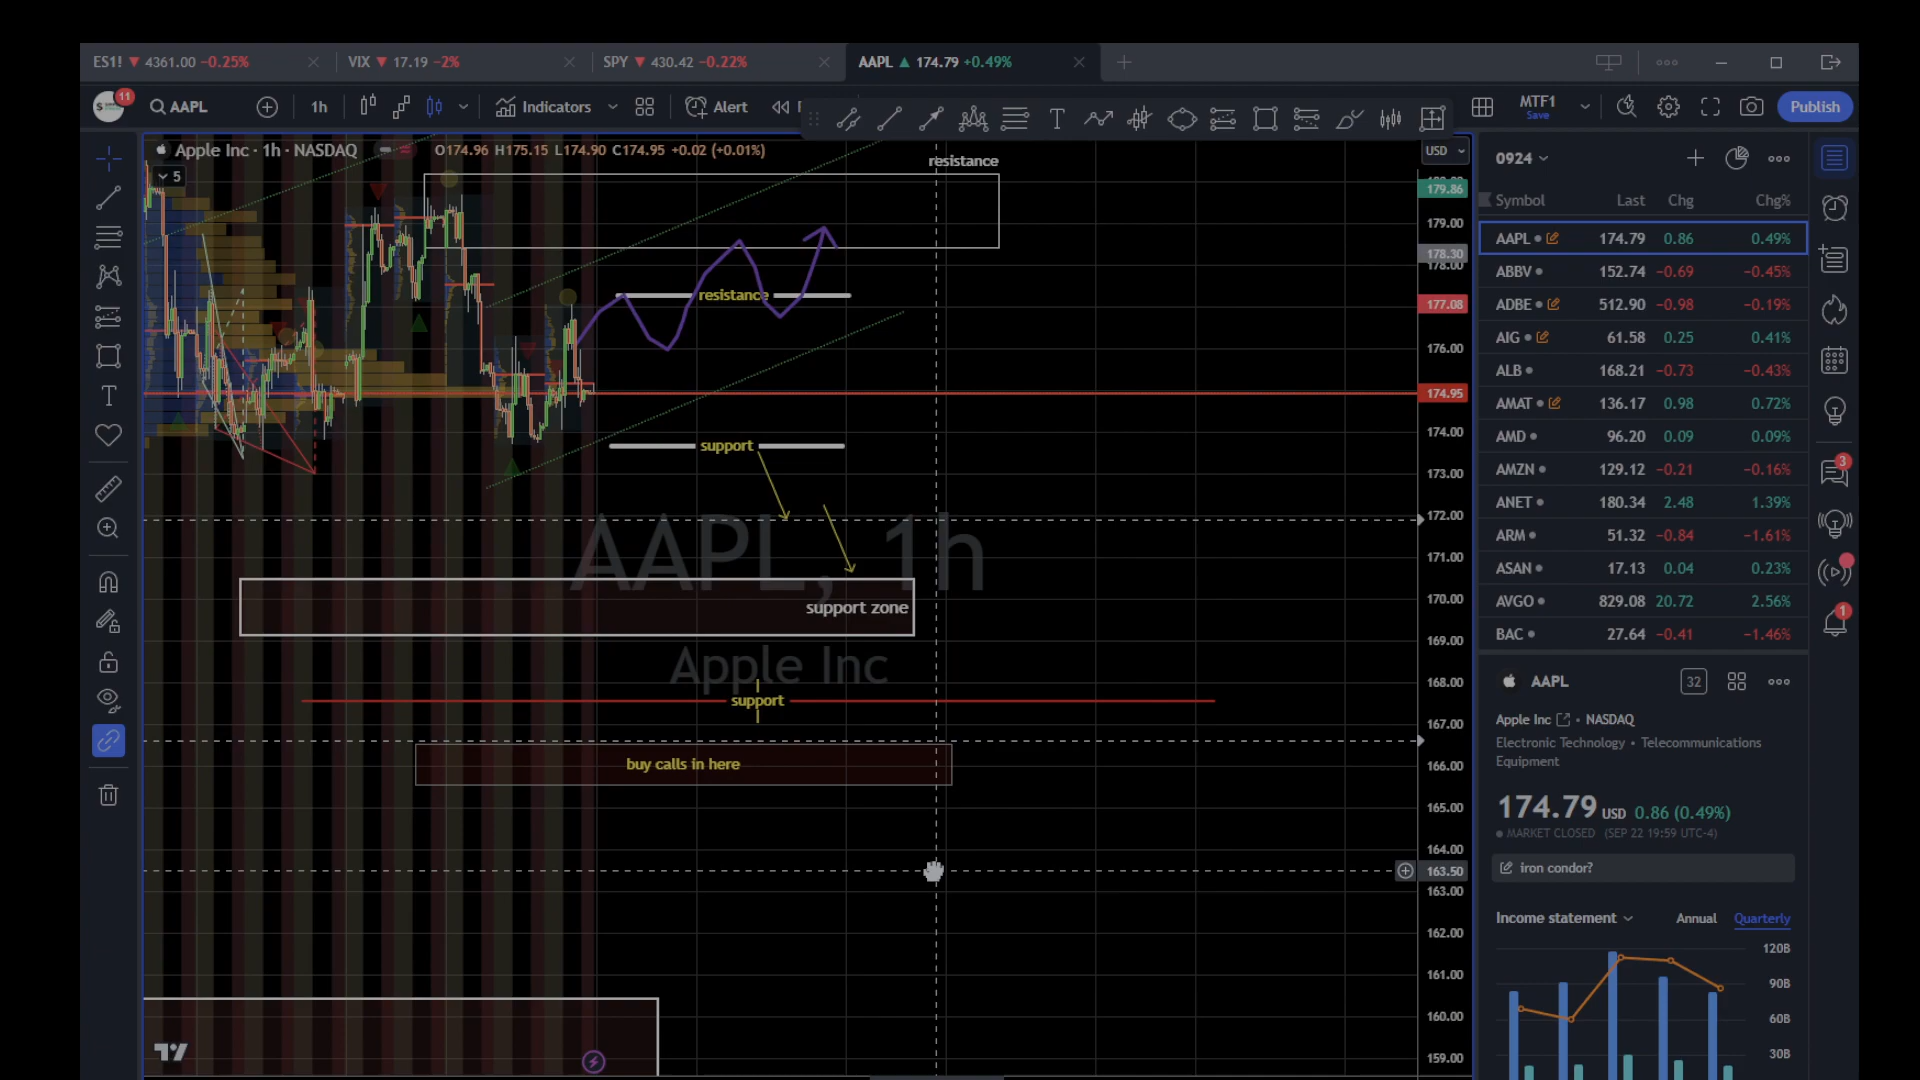 ES1! ▼ 4361.00 −0.25%
VIX ▼ 17.19 −2%
SPY ▼ 430.42 −0.22%
AAPL ▲ 174.79 +0.49%
11
AAPL
1h
Indicators
Alert
MTF1
Save
Publish
Apple Inc · 1h · NASDAQ
O174.96 H175.15 L174.90 C174.95 +0.02 (+0.01%)
5
USD
resistance
resistance
support
AAPL, 1h
support zone
Apple Inc
support
buy calls in here
179.86
179.00
178.30
178.00
177.08
176.00
174.95
174.00
173.00
172.00
171.00
170.00
169.00
168.00
167.00
166.00
165.00
164.00
163.50
163.00
162.00
161.00
160.00
159.00
0924
Symbol Last Chg Chg%
AAPL 174.79 0.86 0.49%
ABBV 152.74 −0.69 −0.45%
ADBE 512.90 −0.98 −0.19%
AIG 61.58 0.25 0.41%
ALB 168.21 −0.73 −0.43%
AMAT 136.17 0.98 0.72%
AMD 96.20 0.09 0.09%
AMZN 129.12 −0.21 −0.16%
ANET 180.34 2.48 1.39%
ARM 51.32 −0.84 −1.61%
ASAN 17.13 0.04 0.23%
AVGO 829.08 20.72 2.56%
BAC 27.64 −0.41 −1.46%
3
1
AAPL
32
Apple Inc • NASDAQ
Electronic Technology • Telecommunications
Equipment
174.79 USD 0.86 (0.49%)
MARKET CLOSED (SEP 22 19:59 UTC-4)
iron condor?
Income statement Annual Quarterly
120B
90B
60B
30B